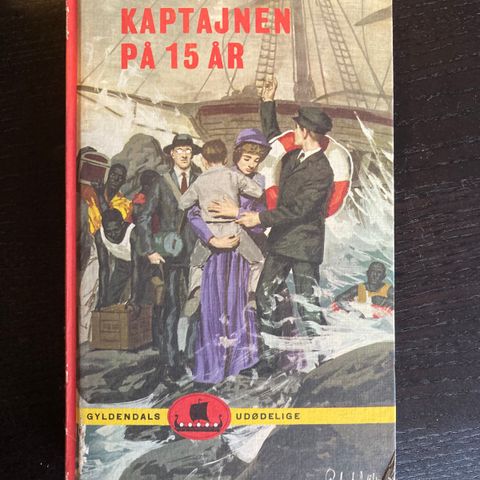 KAPTAJNEN
PÅ 15 ÅR
GYLDENDALS UDØDELIGE